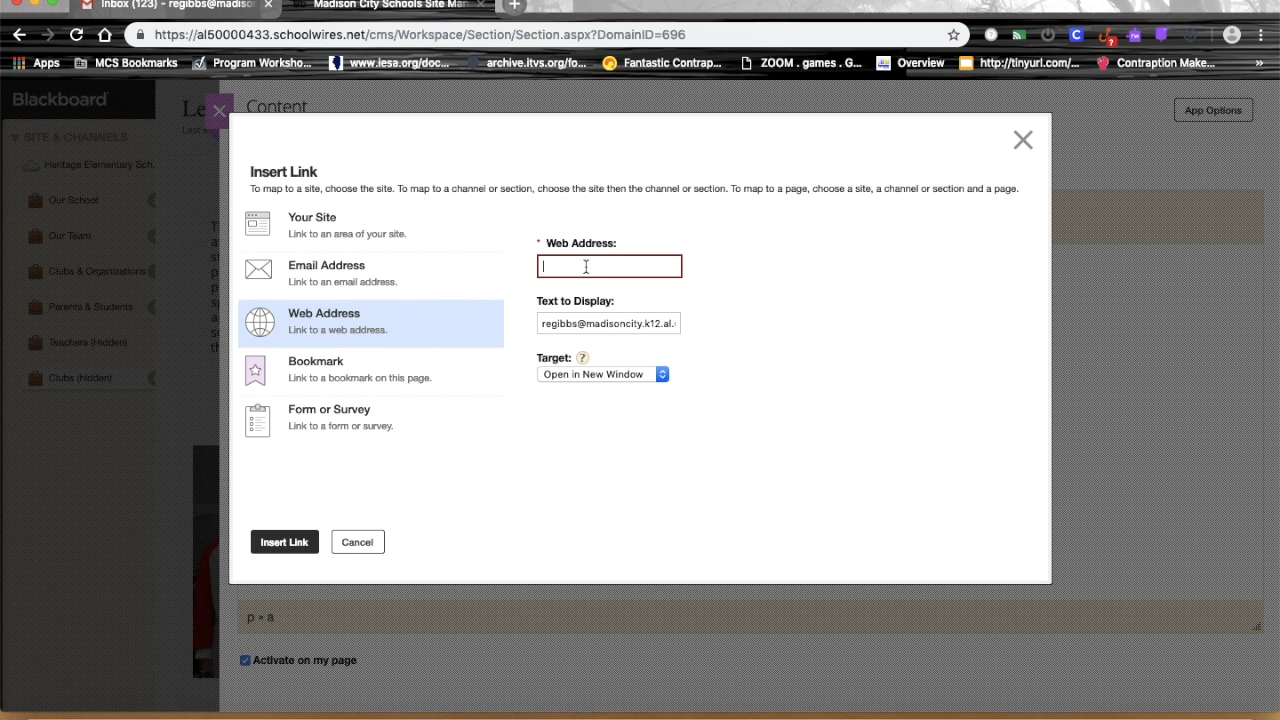 Inbox (123) - regibbs@madiso
Madison City Schools Site Ma
https://al50000433.schoolwires.net/cms/Workspace/Section/Section.aspx?DomainID=696
Apps MCS Bookmarks Program Worksho... www.iesa.org/doc... archive.itvs.org/fo... Fantastic Contrap... ZOOM . games . G... Overview http://tinyurl.com/... Contraption Make... »
Blackboard
Content
App Options
SITE & CHANNELS
Heritage Elementary Sch.
Our School
Our Team
Clubs & Organizations
Parents & Students
Teachers (Hidden)
Clubs (hidden)
Insert Link
To map to a site, choose the site. To map to a channel or section, choose the site then the channel or section. To map to a page, choose a site, a channel or section and a page.
Your Site
Link to an area of your site.
Email Address
Link to an email address.
Web Address
Link to a web address.
Bookmark
Link to a bookmark on this page.
Form or Survey
Link to a form or survey.
* Web Address:
Text to Display:
regibbs@madisoncity.k12.al.
Target: ?
Open in New Window
Insert Link
Cancel
p » a
Activate on my page